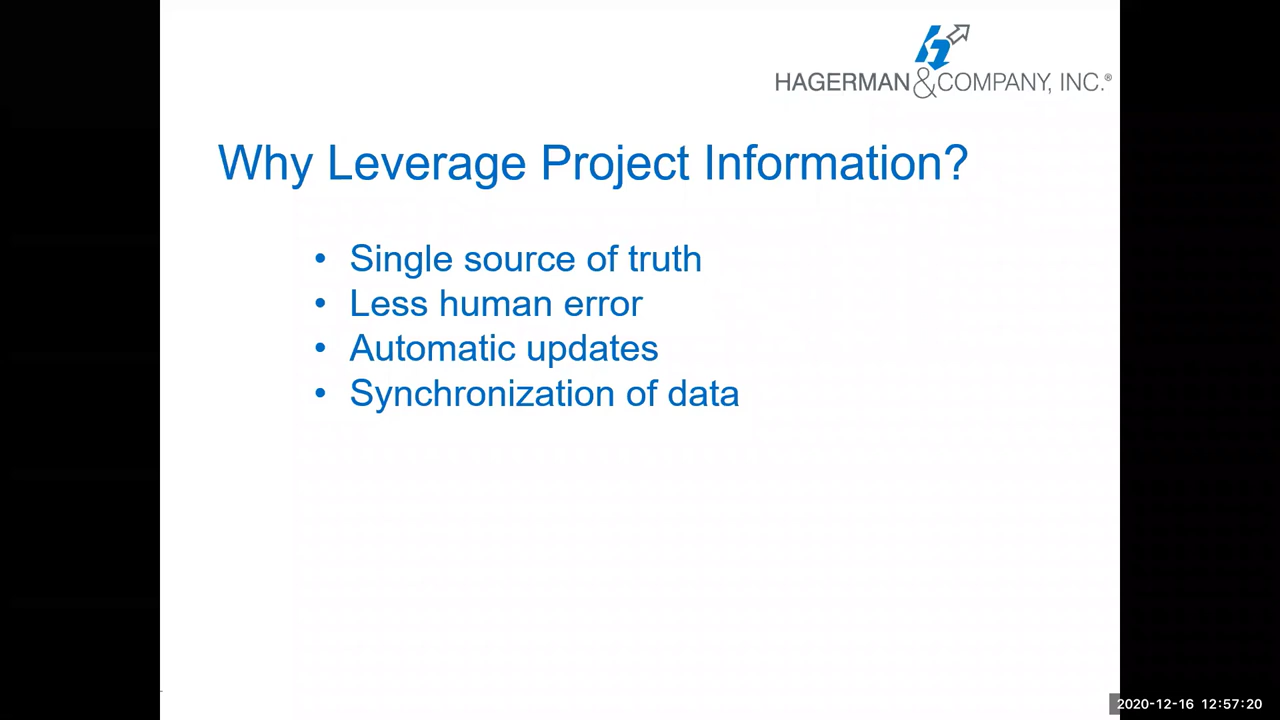 HAGERMAN & COMPANY, INC.®
Why Leverage Project Information?
• Single source of truth
• Less human error
• Automatic updates
• Synchronization of data
2020-12-16 12:57:20